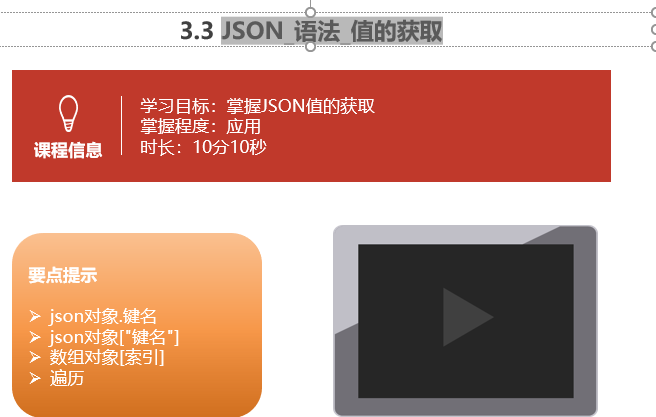 3.3 JSON_语法_值的获取
课程信息
学习目标：掌握JSON值的获取
掌握程度：应用
时长：10分10秒
要点提示
➢ json对象.键名
➢ json对象["键名"]
➢ 数组对象[索引]
➢ 遍历